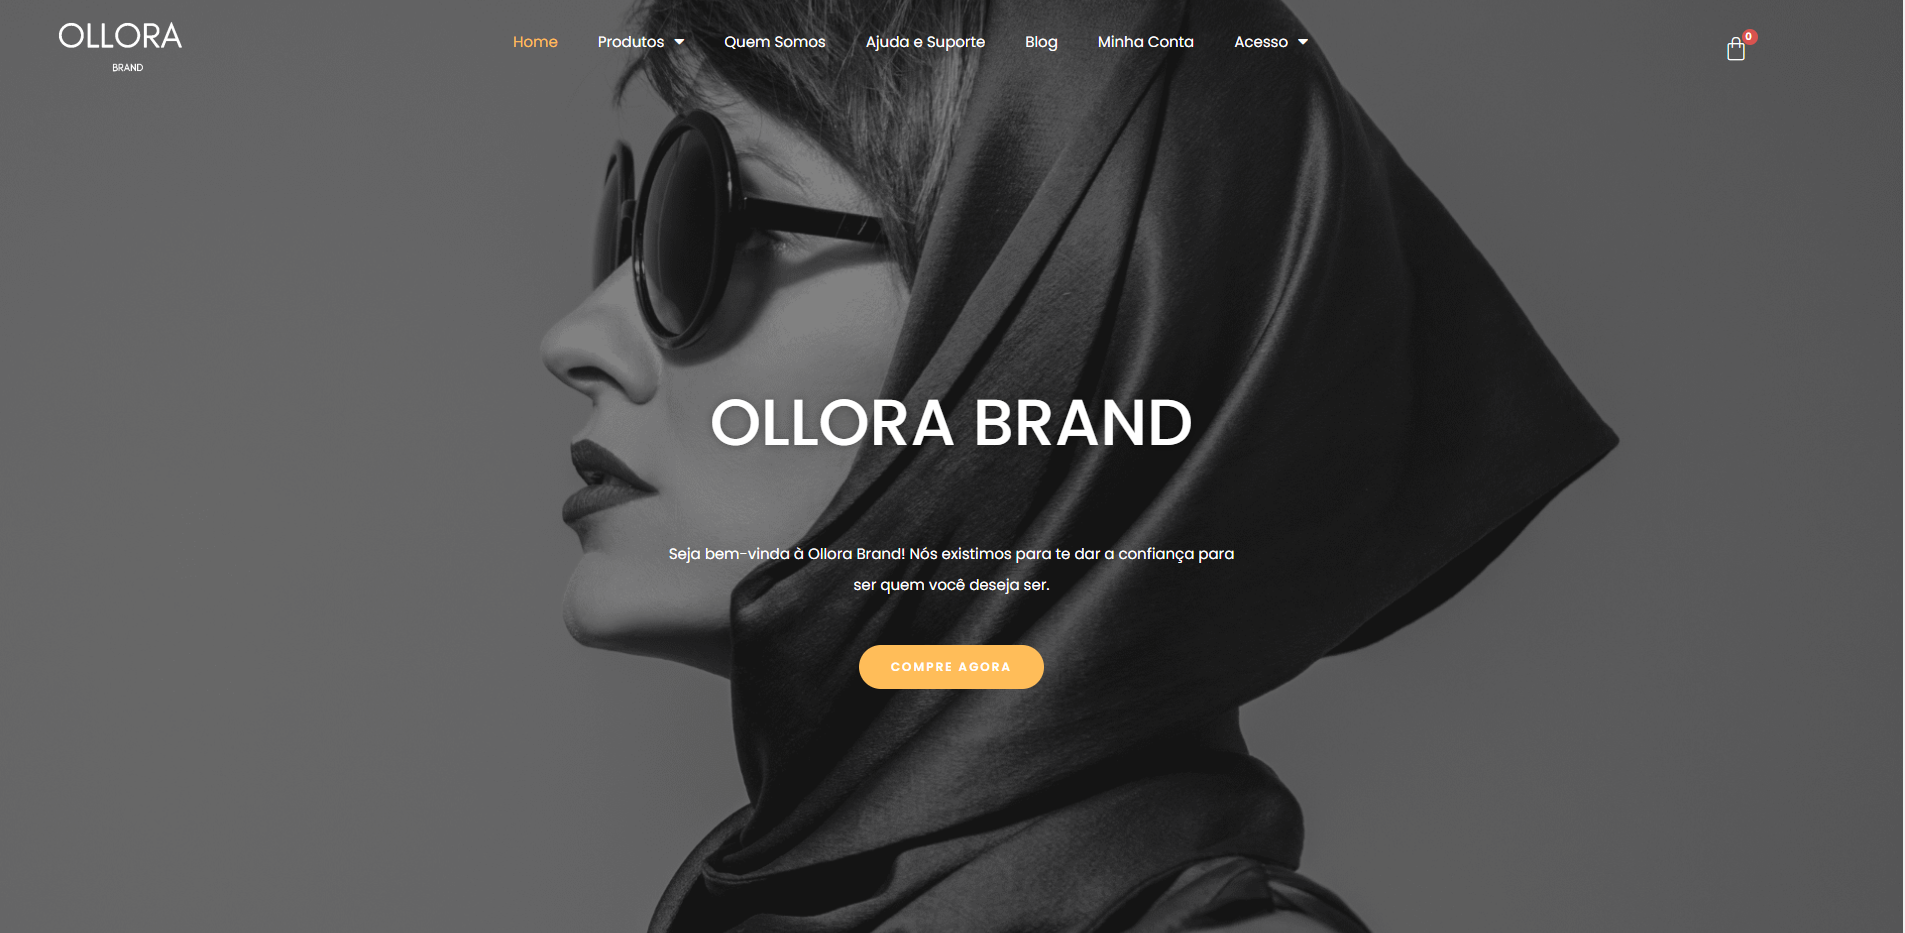 OLLORA
BRAND
Home Produtos Quem Somos Ajuda e Suporte Blog Minha Conta Acesso
0
OLLORA BRAND
Seja bem-vinda à Ollora Brand! Nós existimos para te dar a confiança para
ser quem você deseja ser.
COMPRE AGORA